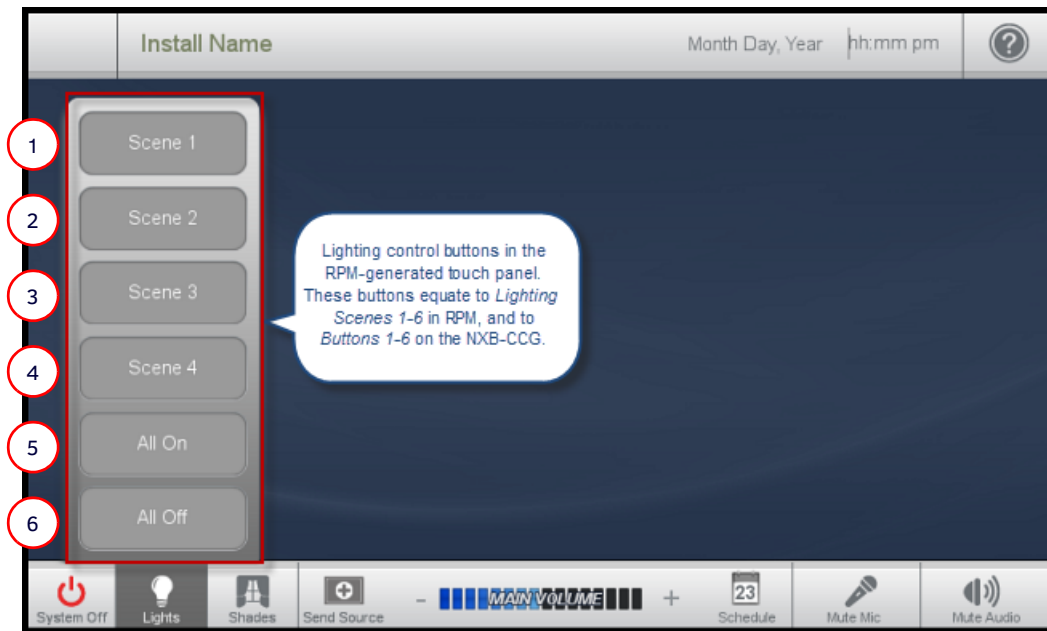 Install Name
Month Day, Year hh:mm pm
?
1 Scene 1
2 Scene 2
3 Scene 3
4 Scene 4
5 All On
6 All Off
Lighting control buttons in the
RPM-generated touch panel.
These buttons equate to Lighting
Scenes 1-6 in RPM, and to
Buttons 1-6 on the NXB-CCG.
- MAIN VOLUME +
23
System Off Lights Shades Send Source Schedule Mute Mic Mute Audio